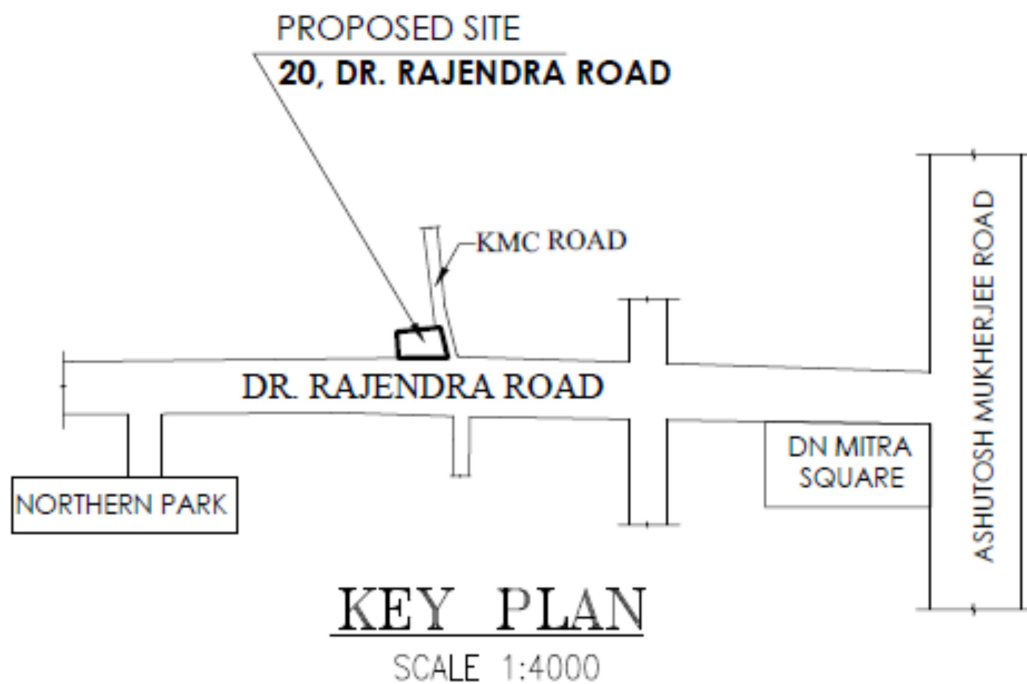 PROPOSED SITE
20, DR. RAJENDRA ROAD
KMC ROAD
ASHUTOSH MUKHERJEE ROAD
DR. RAJENDRA ROAD
DN MITRA
SQUARE
NORTHERN PARK
KEY PLAN
SCALE 1:4000